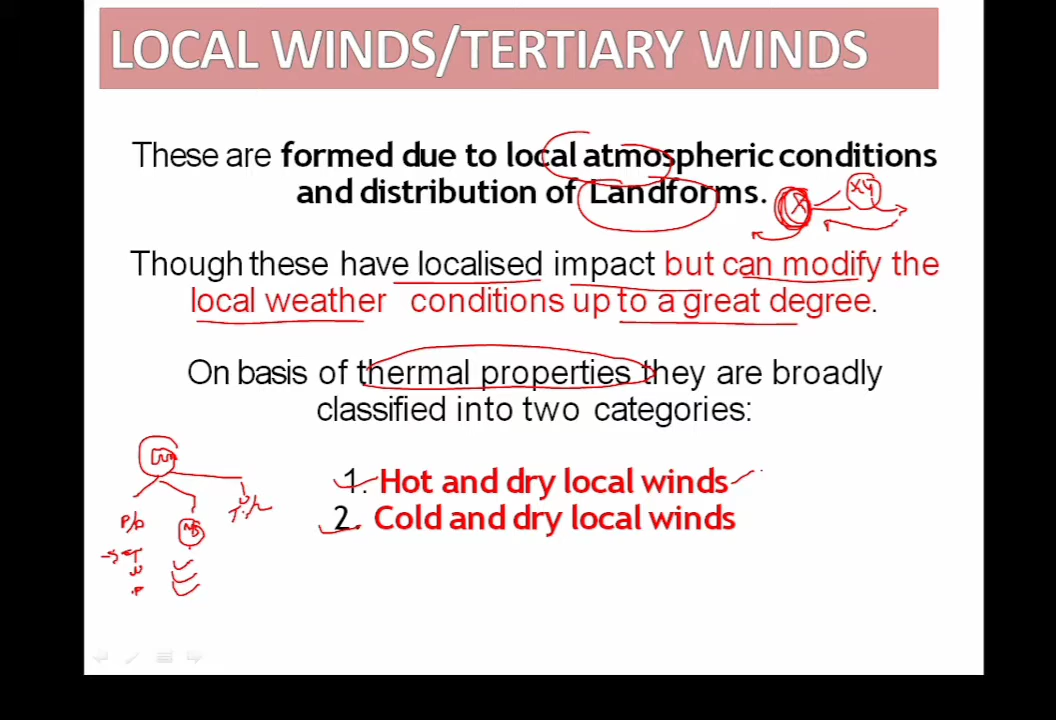 LOCAL WINDS/TERTIARY WINDS
These are formed due to local atmospheric conditions
and distribution of Landforms.
X
XY
Though these have localised impact but can modify the
local weather conditions up to a great degree.
On basis of thermal properties they are broadly
classified into two categories:
1. Hot and dry local winds
2. Cold and dry local winds